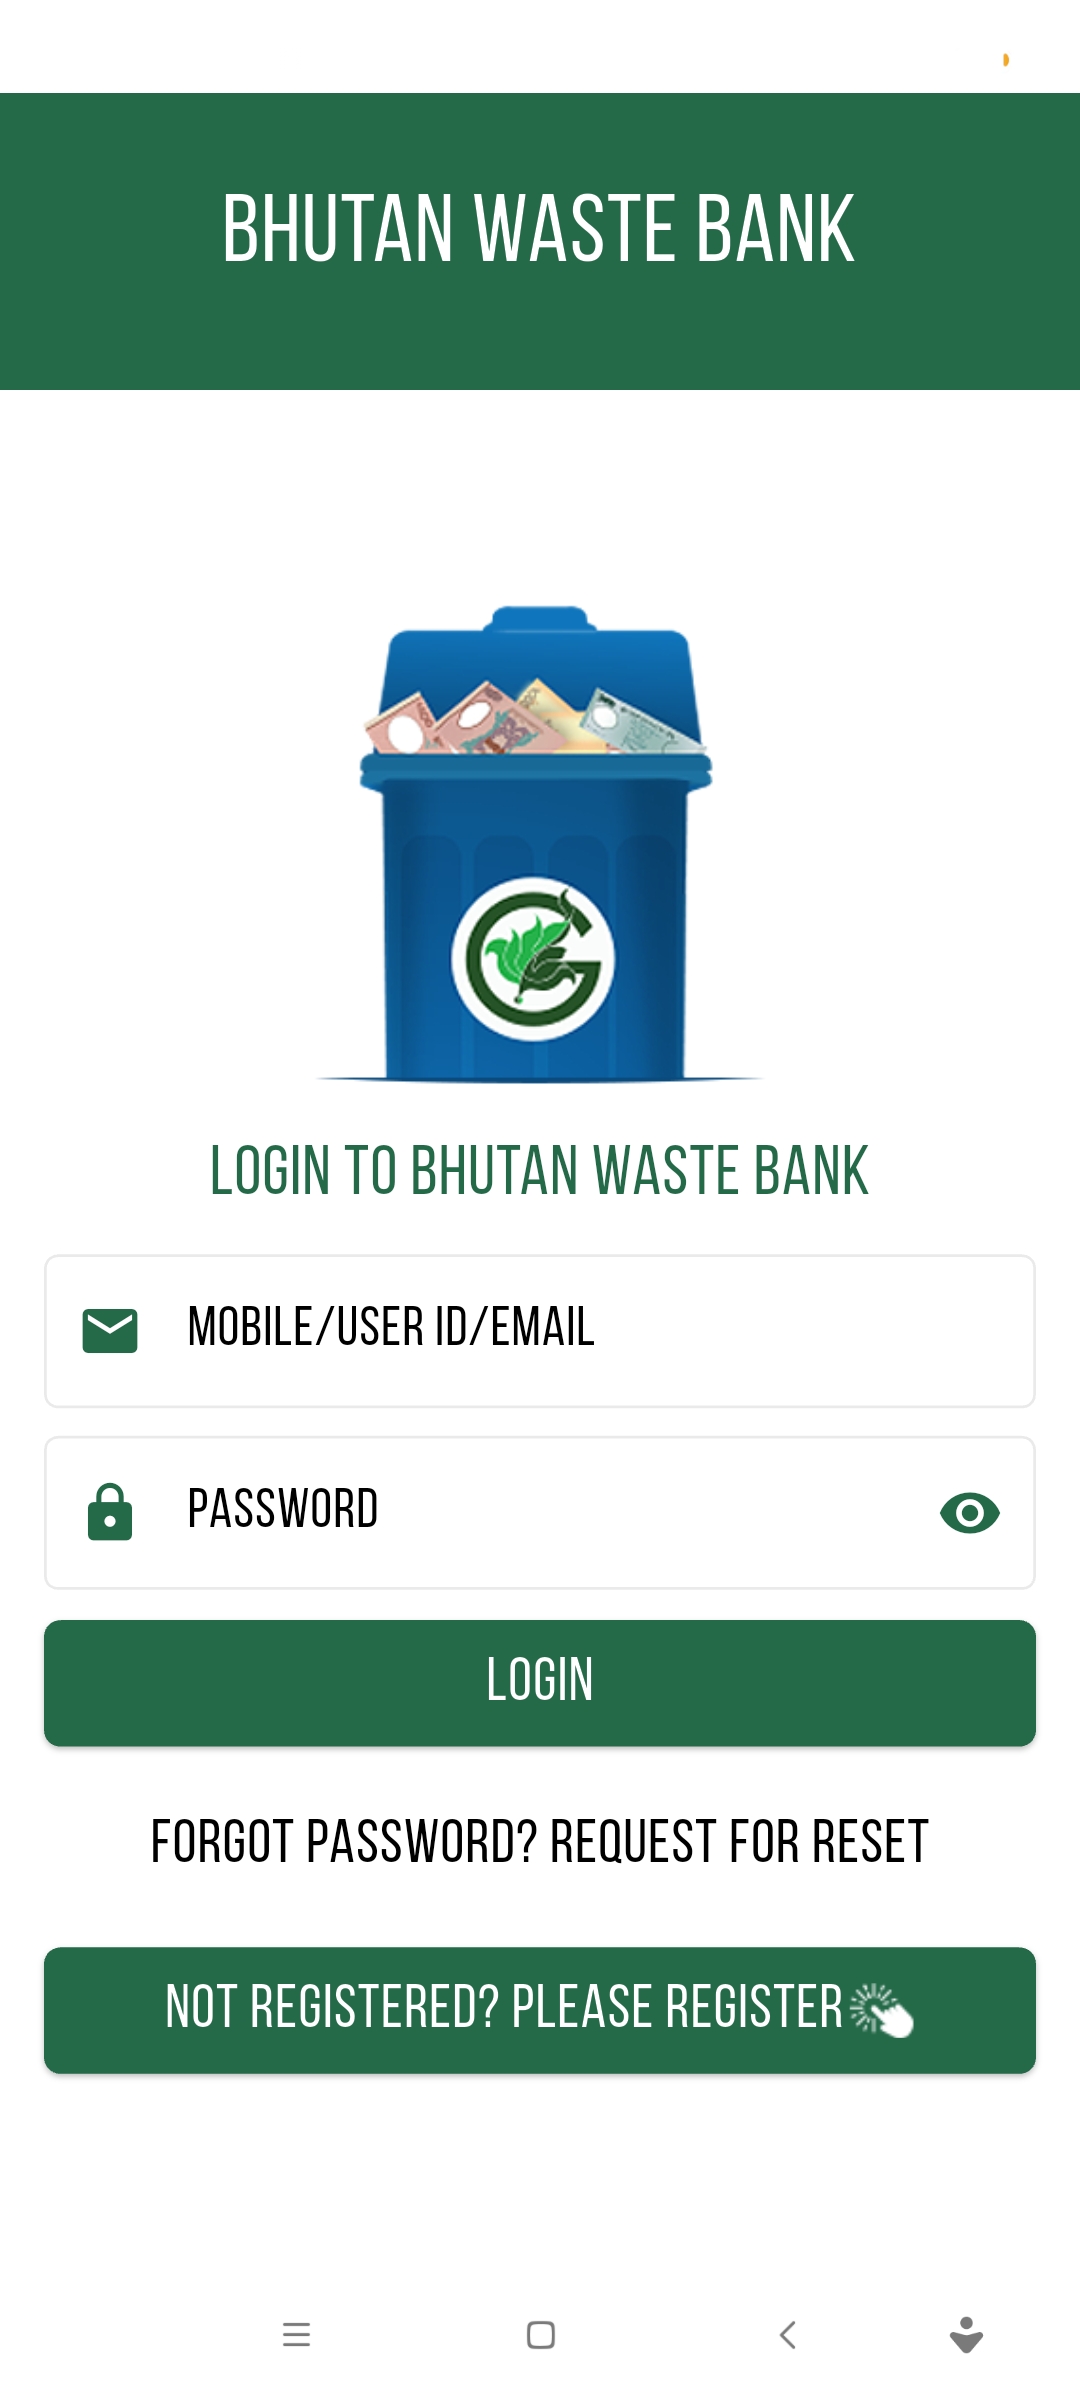 BHUTAN WASTE BANK
LOGIN TO BHUTAN WASTE BANK
MOBILE/USER ID/EMAIL
PASSWORD
LOGIN
FORGOT PASSWORD? REQUEST FOR RESET
NOT REGISTERED? PLEASE REGISTER